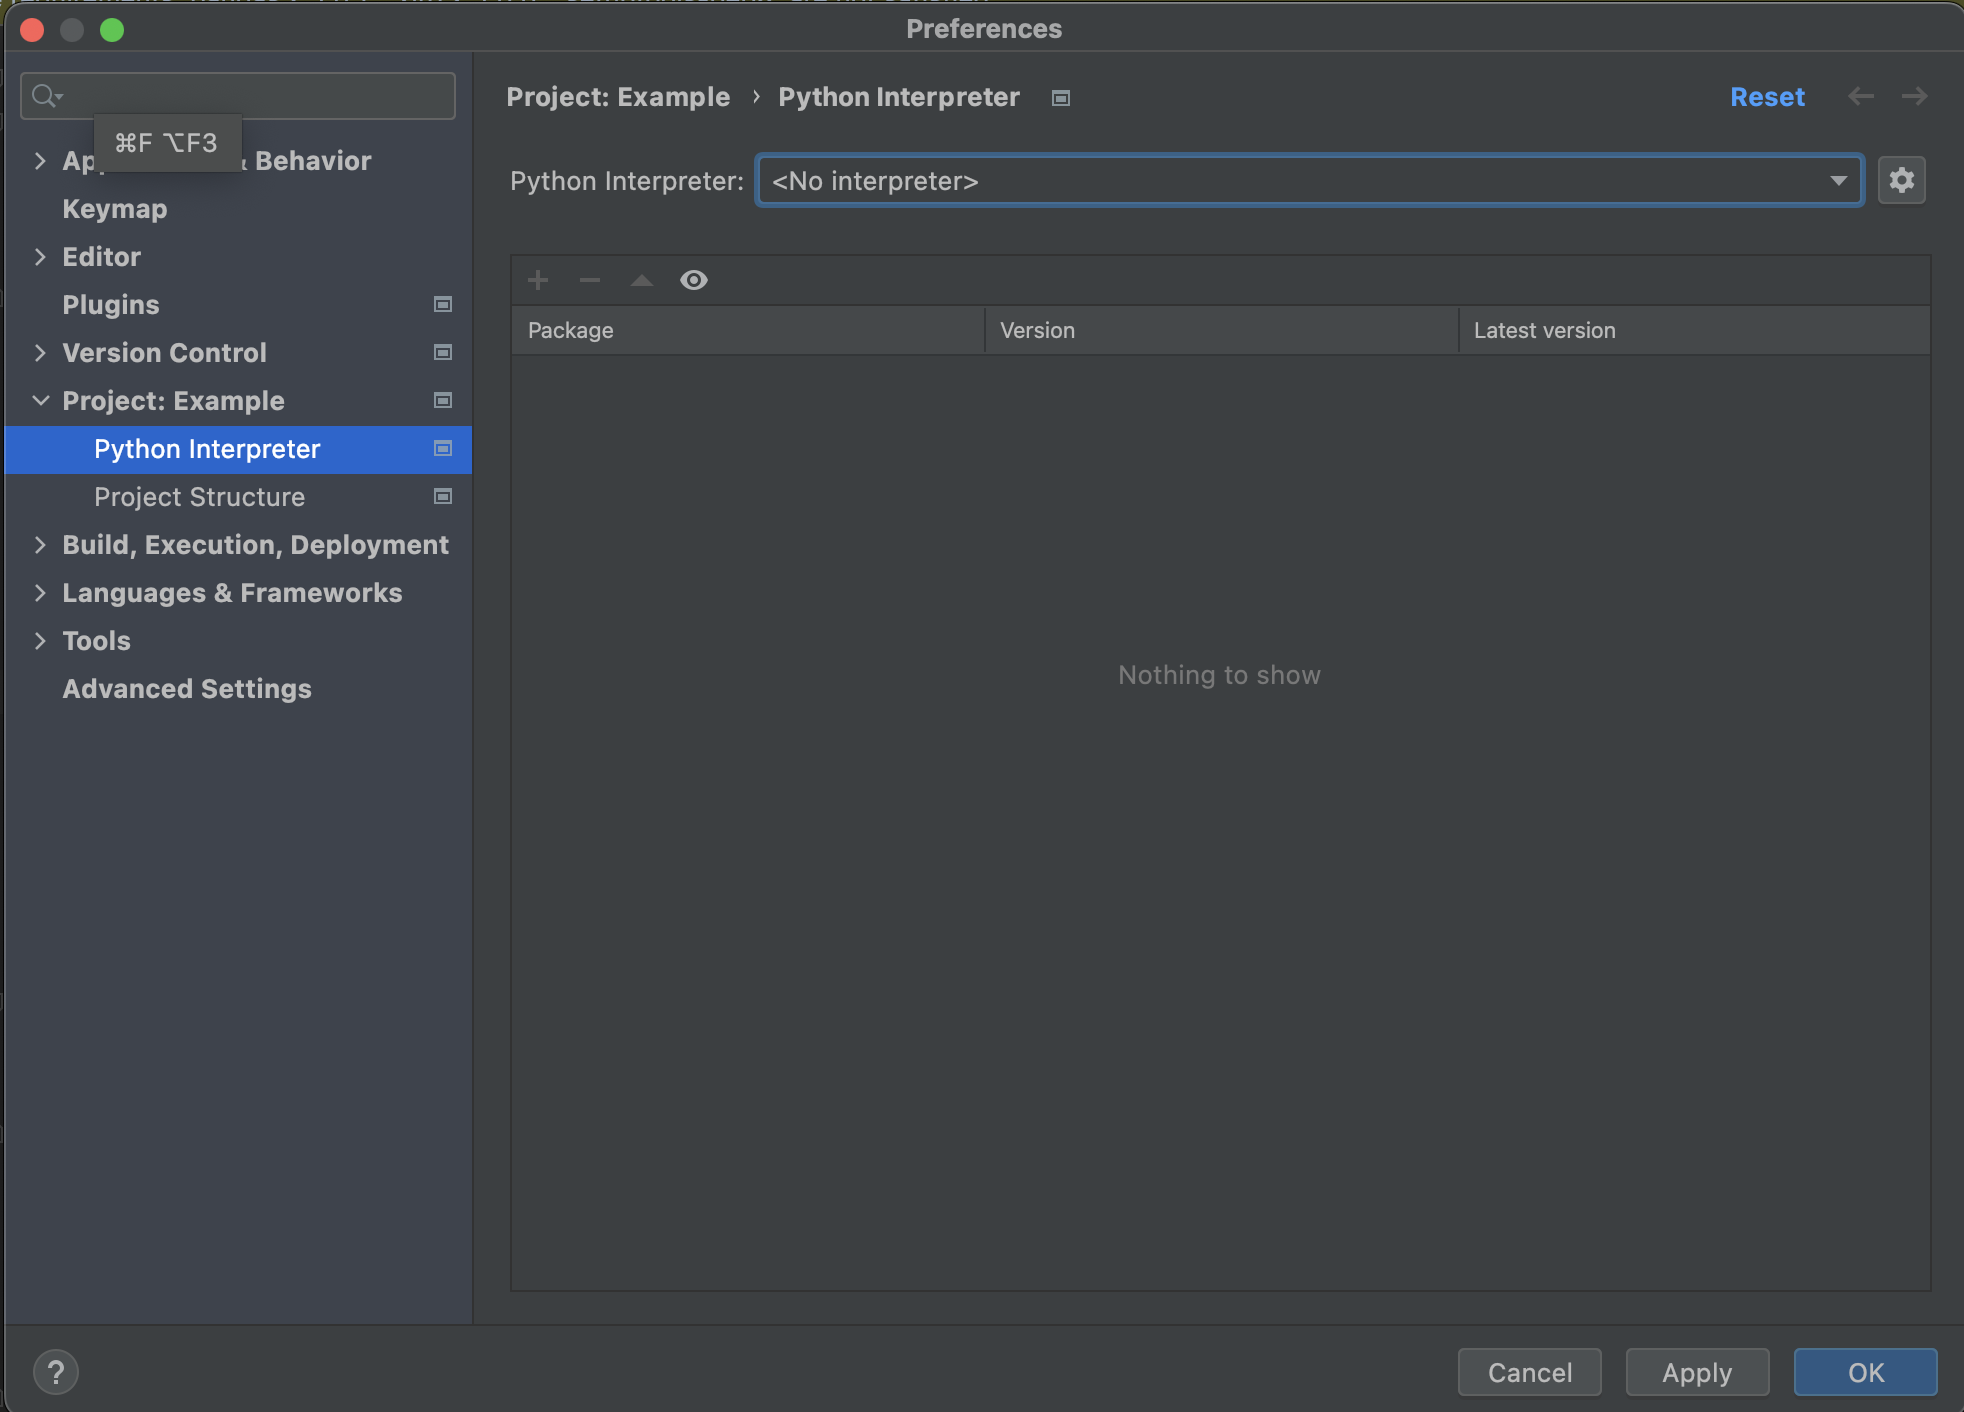 Preferences
⌘F ⌥F3
& Behavior
Keymap
Editor
Plugins
Version Control
Project: Example
Python Interpreter
Project Structure
Build, Execution, Deployment
Languages & Frameworks
Tools
Advanced Settings
Project: Example › Python Interpreter
Reset
Python Interpreter: <No interpreter>
Package Version Latest version
Nothing to show
?
Cancel Apply OK